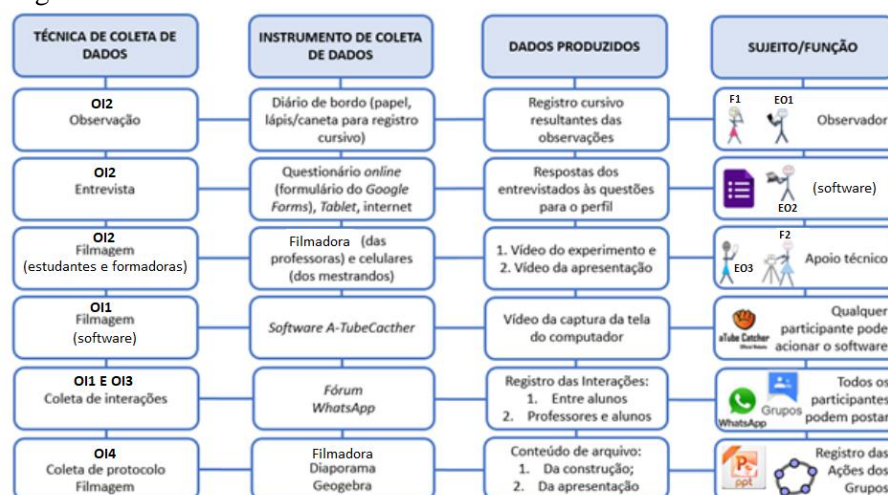 TÉCNICA DE COLETA DE
DADOS
INSTRUMENTO DE COLETA
DE DADOS
DADOS PRODUZIDOS
SUJEITO/FUNÇÃO
OI2
Observação
Diário de bordo (papel,
lápis/caneta para registro
cursivo)
Registro cursivo
resultantes das
observações
F1
EO1
Observador
OI2
Entrevista
Questionário online
(formulário do Google
Forms), Tablet, internet
Respostas dos
entrevistados às questões
para o perfil
EO2
(software)
OI2
Filmagem
(estudantes e formadoras)
Filmadora (das
professoras) e celulares
(dos mestrandos)
1. Vídeo do experimento e
2. Vídeo da apresentação
F2
EO3
Apoio técnico
OI1
Filmagem
(software)
Software A-TubeCacther
Vídeo da captura da tela
do computador
aTube Catcher
Qualquer
participante pode
acionar o software
OI1 E OI3
Coleta de interações
Fórum
WhatsApp
Registro das Interações:
1. Entre alunos
2. Professores e alunos
WhatsApp
Grupos
Todos os
participantes
podem postar
OI4
Coleta de protocolo
Filmagem
Filmadora
Diaporama
Geogebra
Conteúdo de arquivo:
1. Da construção;
2. Da apresentação
P
ppt
Registro das
Ações dos
Grupos